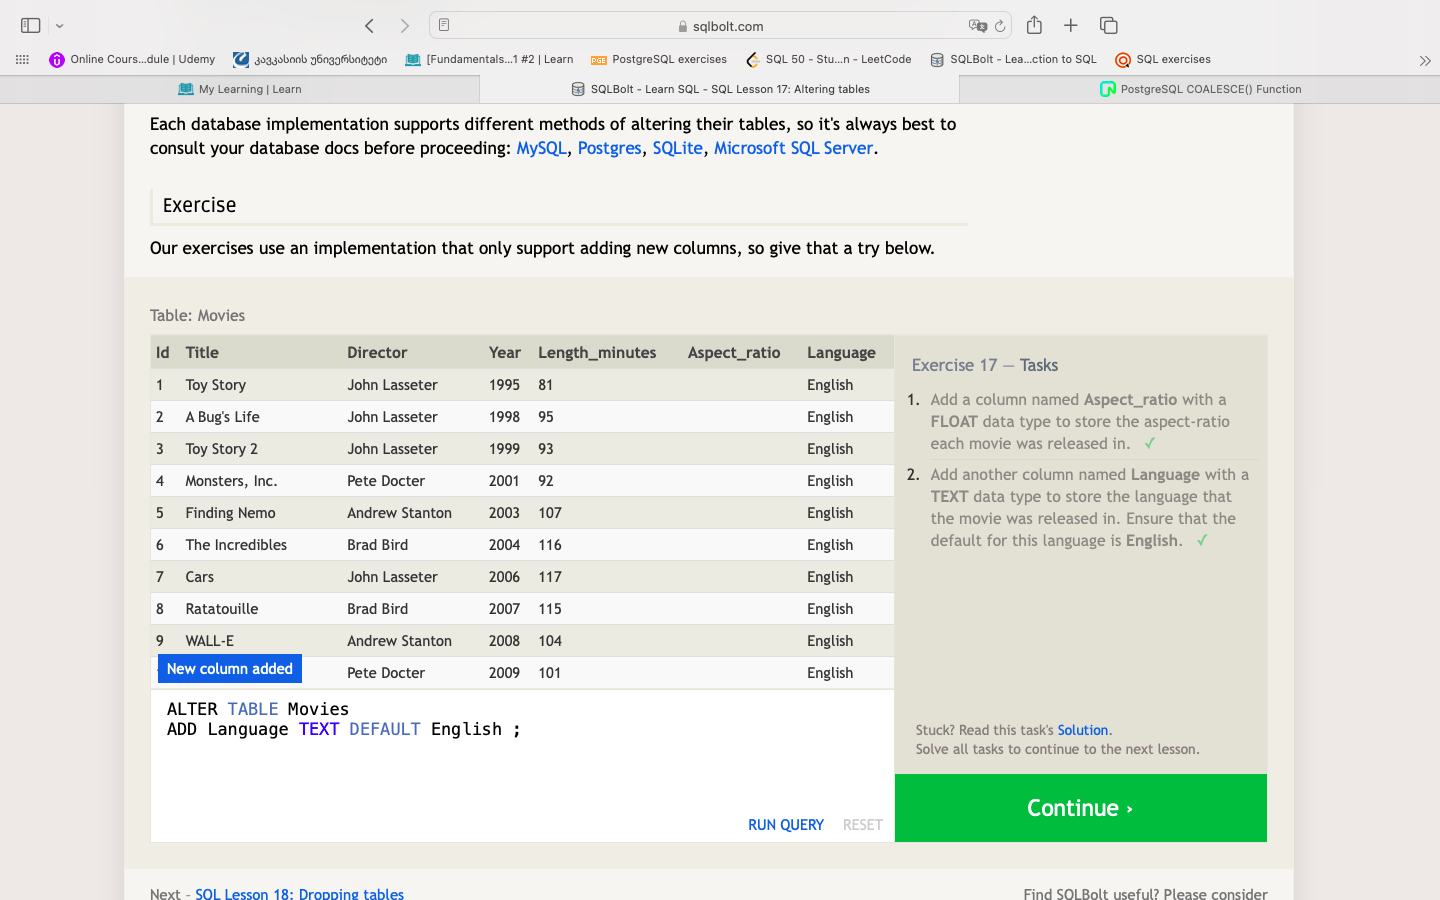 sqlbolt.com
Online Cours...dule | Udemy
კავკასიის უნივერსიტეტი
[Fundamentals...1 #2 | Learn
PGE PostgreSQL exercises
SQL 50 - Stu...n - LeetCode
SQLBolt - Lea...ction to SQL
SQL exercises
My Learning | Learn
SQLBolt - Learn SQL - SQL Lesson 17: Altering tables
PostgreSQL COALESCE() Function
Each database implementation supports different methods of altering their tables, so it's always best to
consult your database docs before proceeding: MySQL, Postgres, SQLite, Microsoft SQL Server.
Exercise
Our exercises use an implementation that only support adding new columns, so give that a try below.
Table: Movies
Id Title Director Year Length_minutes Aspect_ratio Language
1 Toy Story John Lasseter 1995 81 English
2 A Bug's Life John Lasseter 1998 95 English
3 Toy Story 2 John Lasseter 1999 93 English
4 Monsters, Inc. Pete Docter 2001 92 English
5 Finding Nemo Andrew Stanton 2003 107 English
6 The Incredibles Brad Bird 2004 116 English
7 Cars John Lasseter 2006 117 English
8 Ratatouille Brad Bird 2007 115 English
9 WALL-E Andrew Stanton 2008 104 English
New column added Pete Docter 2009 101 English
ALTER TABLE Movies
ADD Language TEXT DEFAULT English ;
RUN QUERY RESET
Exercise 17 — Tasks
1. Add a column named Aspect_ratio with a
FLOAT data type to store the aspect-ratio
each movie was released in. ✓
2. Add another column named Language with a
TEXT data type to store the language that
the movie was released in. Ensure that the
default for this language is English. ✓
Stuck? Read this task's Solution.
Solve all tasks to continue to the next lesson.
Continue ›
Next – SQL Lesson 18: Dropping tables
Find SQLBolt useful? Please consider